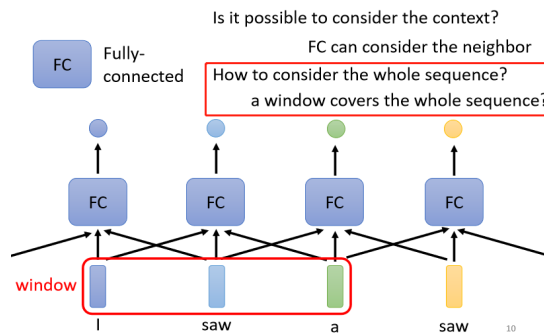 Is it possible to consider the context?
FC can consider the neighbor
FC
Fully-
connected
How to consider the whole sequence?
a window covers the whole sequence?
FC
FC
FC
FC
window
I
saw
a
saw
10